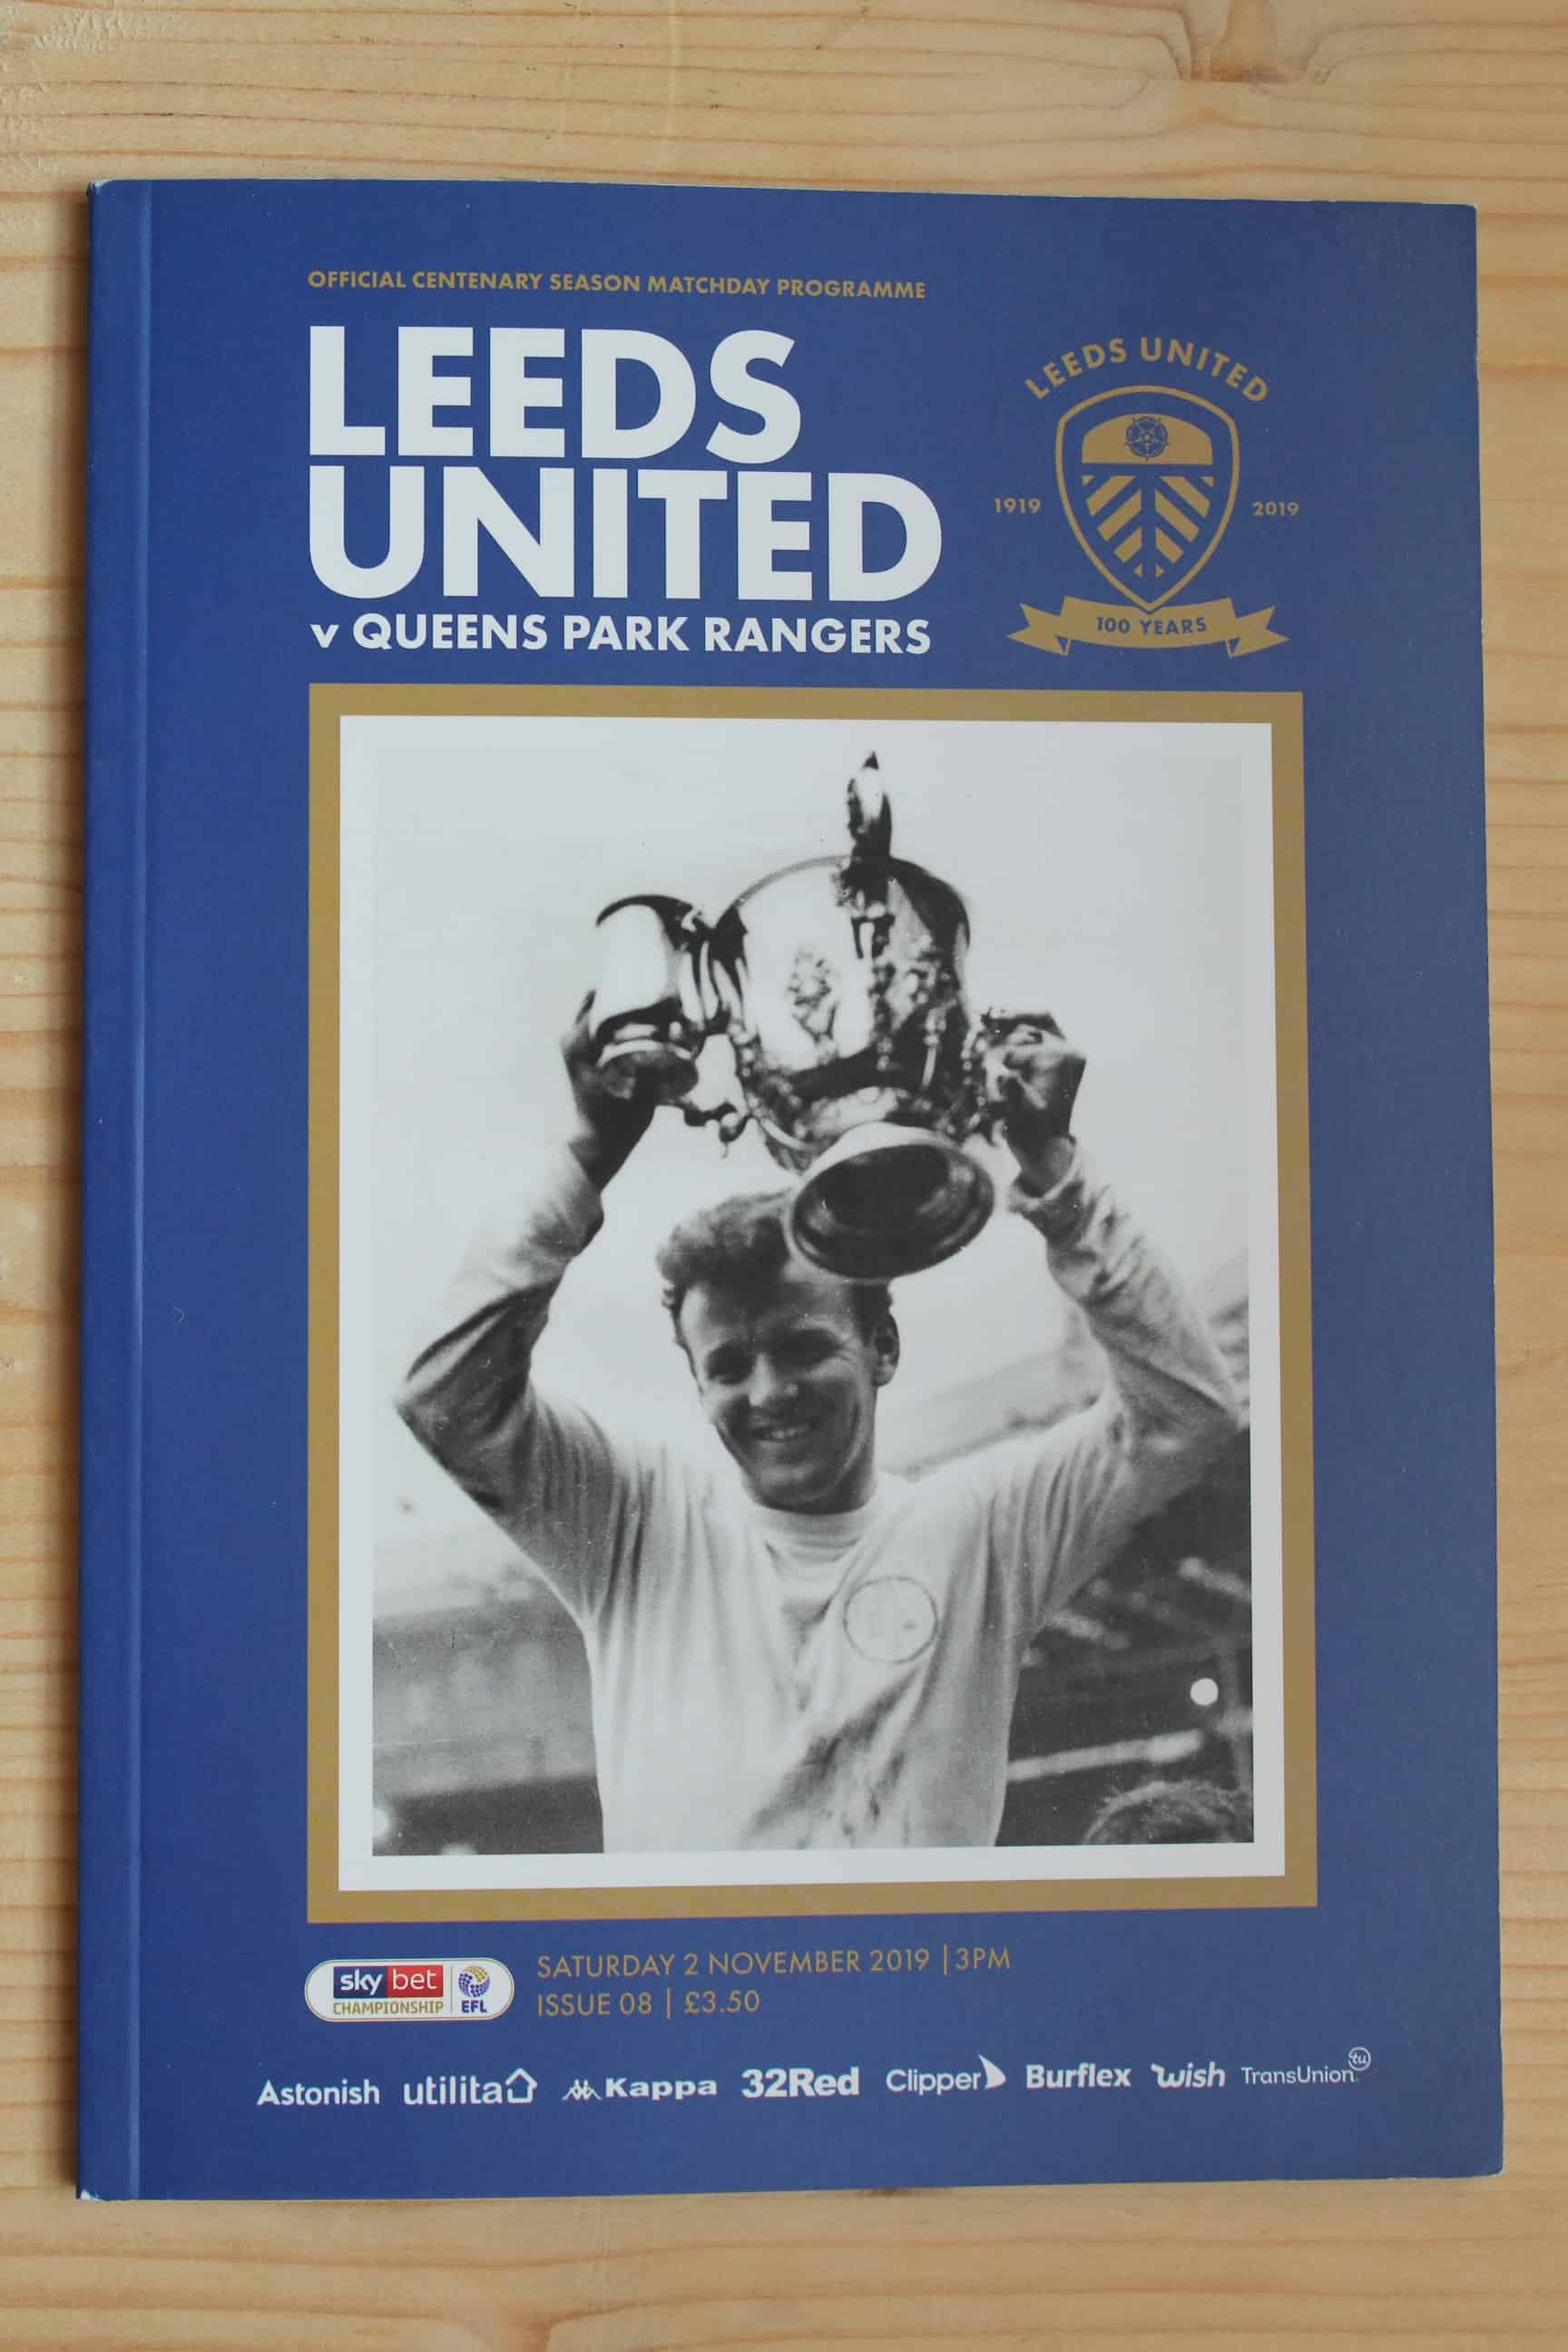 OFFICIAL CENTENARY SEASON MATCHDAY PROGRAMME
LEEDS
UNITED
v QUEENS PARK RANGERS
LEEDS UNITED
1919 2019
100 YEARS
sky bet
CHAMPIONSHIP EFL
SATURDAY 2 NOVEMBER 2019 | 3PM
ISSUE 08 | £3.50
Astonish utilita Kappa 32Red Clipper Burflex wish TransUnion tu